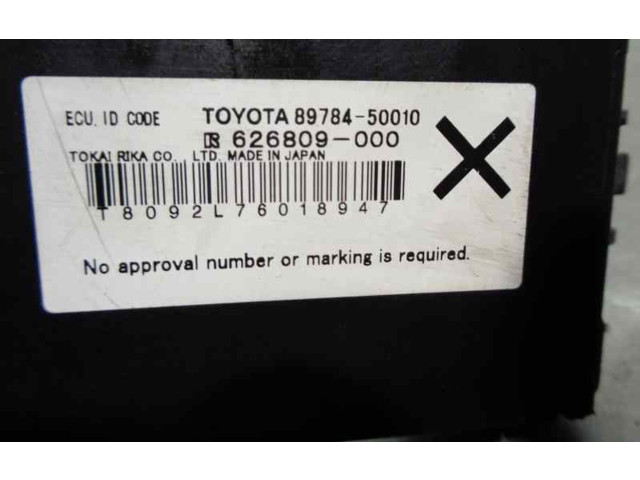 ECU. ID CODE TOYOTA 89784-50010
626809-000
TOKAI RIKA CO., LTD. MADE IN JAPAN
T8092L76018947
No approval number or marking is required.